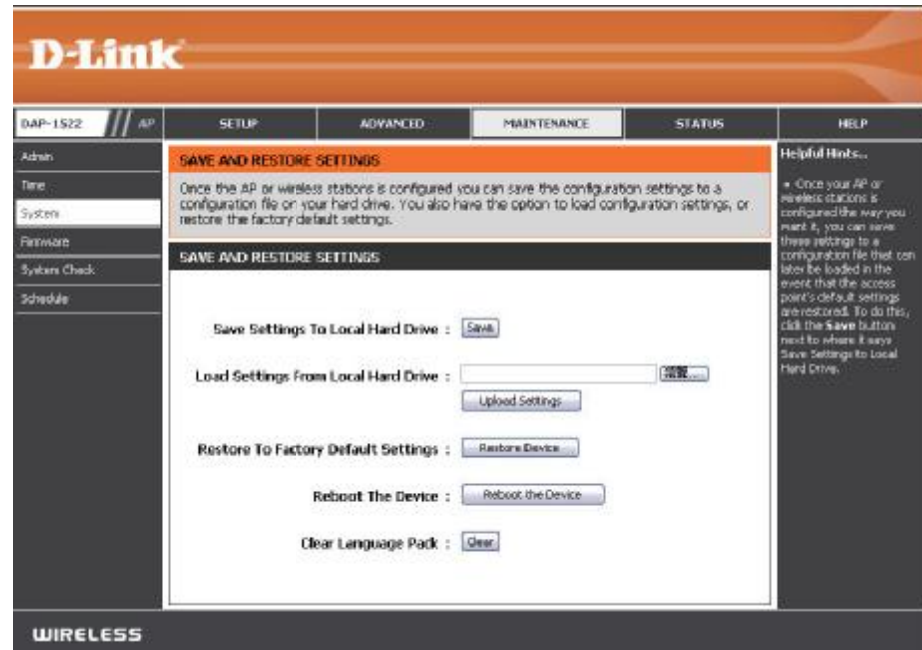 D-Link
DAP-1522 /// AP
SETUP
ADVANCED
MAINTENANCE
STATUS
HELP
Admin
Time
System
Firmware
System Check
Schedule
SAVE AND RESTORE SETTINGS
Once the AP or wireless stations is configured you can save the configuration settings to a
configuration file on your hard drive. You also have the option to load configuration settings, or
restore the factory default settings.
SAVE AND RESTORE SETTINGS
Save Settings To Local Hard Drive :
Save
Load Settings From Local Hard Drive :
Upload Settings
Restore To Factory Default Settings :
Restore Device
Reboot The Device :
Reboot the Device
Clear Language Pack :
Clear
Helpful Hints...
• Once your AP or
wireless stations is
configured the way you
want it, you can save
these settings to a
configuration file that can
later be loaded in the
event that the access
point's default settings
are restored. To do this,
click the Save button
next to where it says
Save Settings to Local
Hard Drive.
WIRELESS